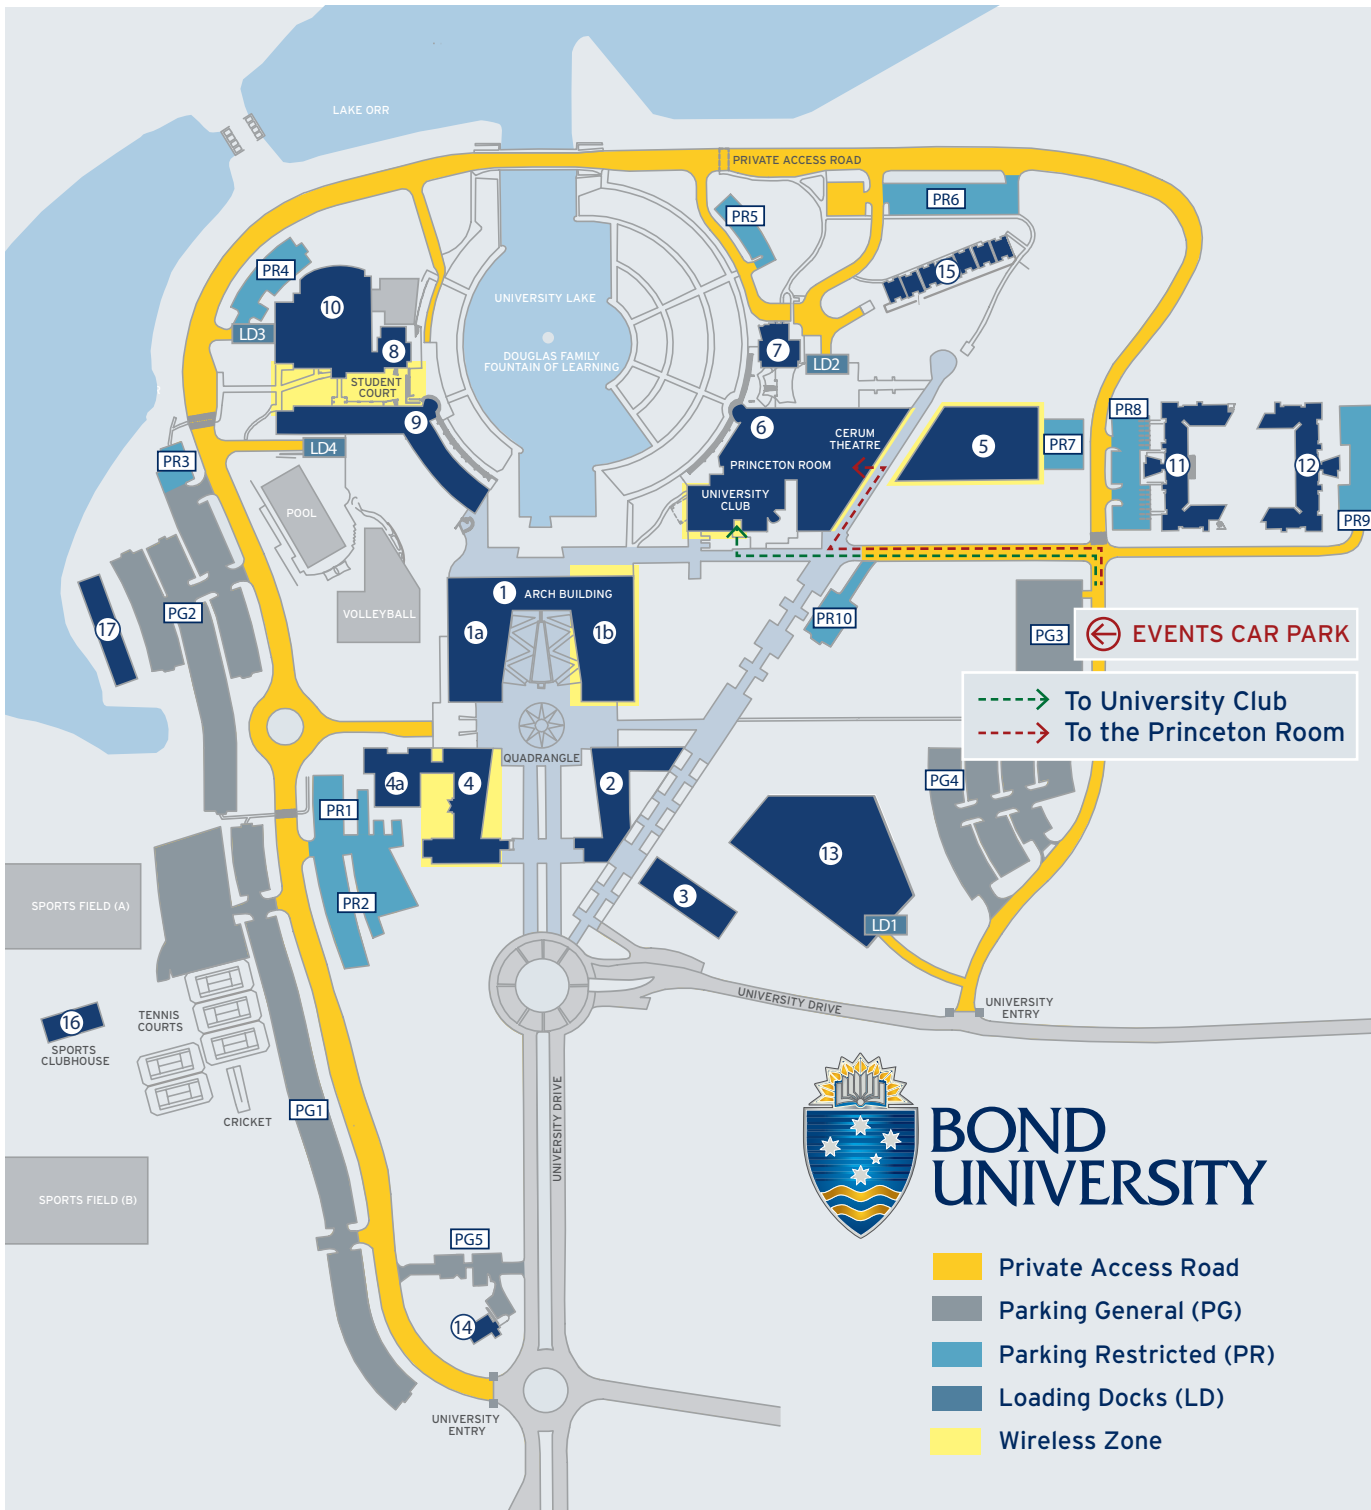 LAKE ORR
PRIVATE ACCESS ROAD
PR6
PR5
PR4
15
UNIVERSITY LAKE
10
LD3
8
DOUGLAS FAMILY
FOUNTAIN OF LEARNING
7
LD2
STUDENT
COURT
9
6
CERUM
THEATRE
5
PR7
PR8
LD4
PR3
PRINCETON ROOM
11
12
UNIVERSITY
CLUB
POOL
PR9
1
ARCH BUILDING
VOLLEYBALL
PG2
17
1a
1b
PR10
PG3
EVENTS CAR PARK
To University Club
To the Princeton Room
QUADRANGLE
4a
4
2
PG4
PR1
13
3
PR2
SPORTS FIELD (A)
LD1
UNIVERSITY DRIVE
UNIVERSITY
ENTRY
TENNIS
COURTS
16
SPORTS
CLUBHOUSE
CRICKET
PG1
UNIVERSITY DRIVE
BOND
UNIVERSITY
SPORTS FIELD (B)
PG5
14
UNIVERSITY
ENTRY
Private Access Road
Parking General (PG)
Parking Restricted (PR)
Loading Docks (LD)
Wireless Zone